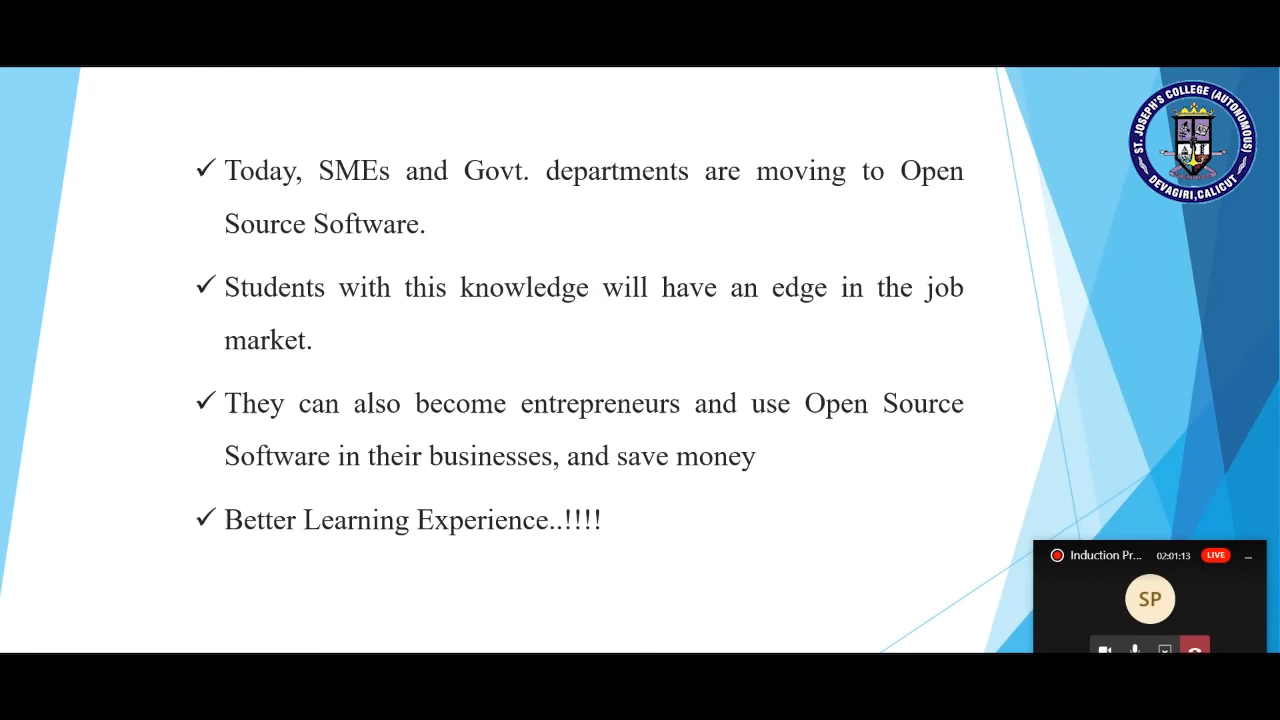 Today, SMEs and Govt. departments are moving to Open
Source Software.
Students with this knowledge will have an edge in the job
market.
They can also become entrepreneurs and use Open Source
Software in their businesses, and save money
Better Learning Experience..!!!!
ST. JOSEPH'S COLLEGE (AUTONOMOUS)
DEVAGIRI, CALICUT
Induction Pr... 02:01:13 LIVE
SP